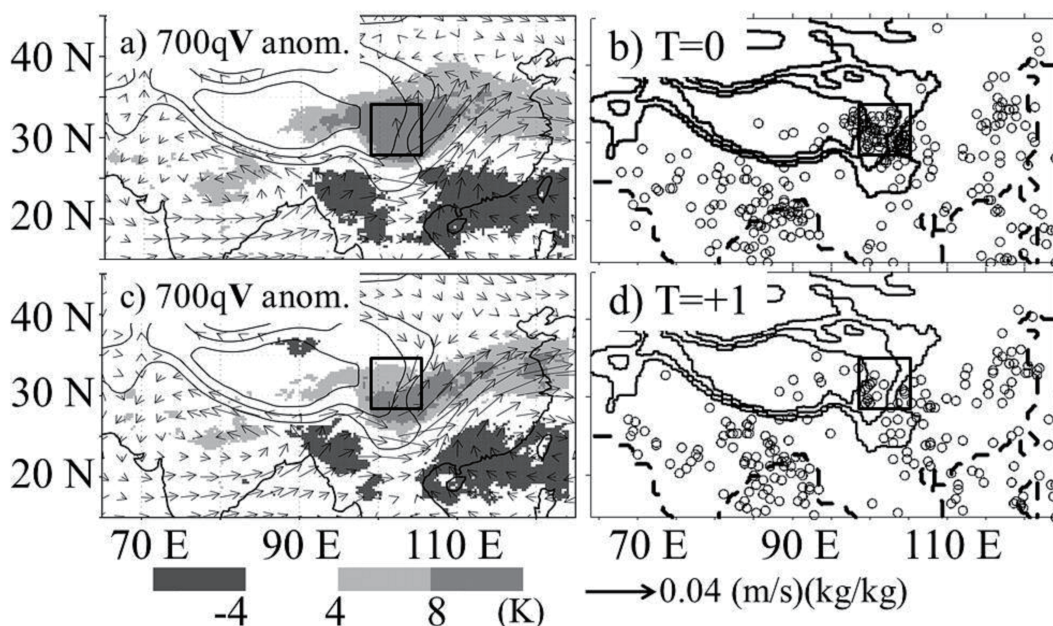 a) 700qV anom.
b) T=0
40 N
30 N
20 N
c) 700qV anom.
d) T=+1
40 N
30 N
20 N
70 E 90 E 110 E 70 E 90 E 110 E
-4 4 8 (K) 0.04 (m/s)(kg/kg)